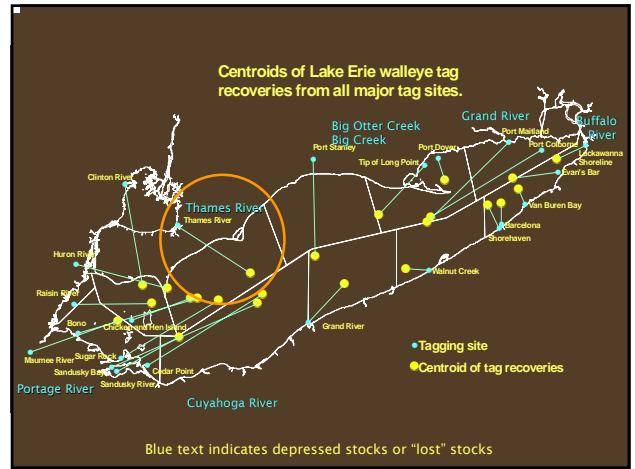 Centroids of Lake Erie walleye tag
recoveries from all major tag sites.
Grand River
Buffalo
River
Big Otter Creek
Big Creek
Port Maitland
Port Colborne
Port Stanley
Port Dover
Tip of Long Point
Lackawanna
Shoreline
Evan's Bar
Clinton River
Van Buren Bay
Thames River
Thames River
Barcelona
Shorehaven
Huron River
Walnut Creek
Raisin River
Bono
Chicken and Hen Island
Grand River
Tagging site
Maumee River
Sugar Rock
Cedar Point
Centroid of tag recoveries
Sandusky Bay
Sandusky River
Portage River
Cuyahoga River
Blue text indicates depressed stocks or “lost” stocks